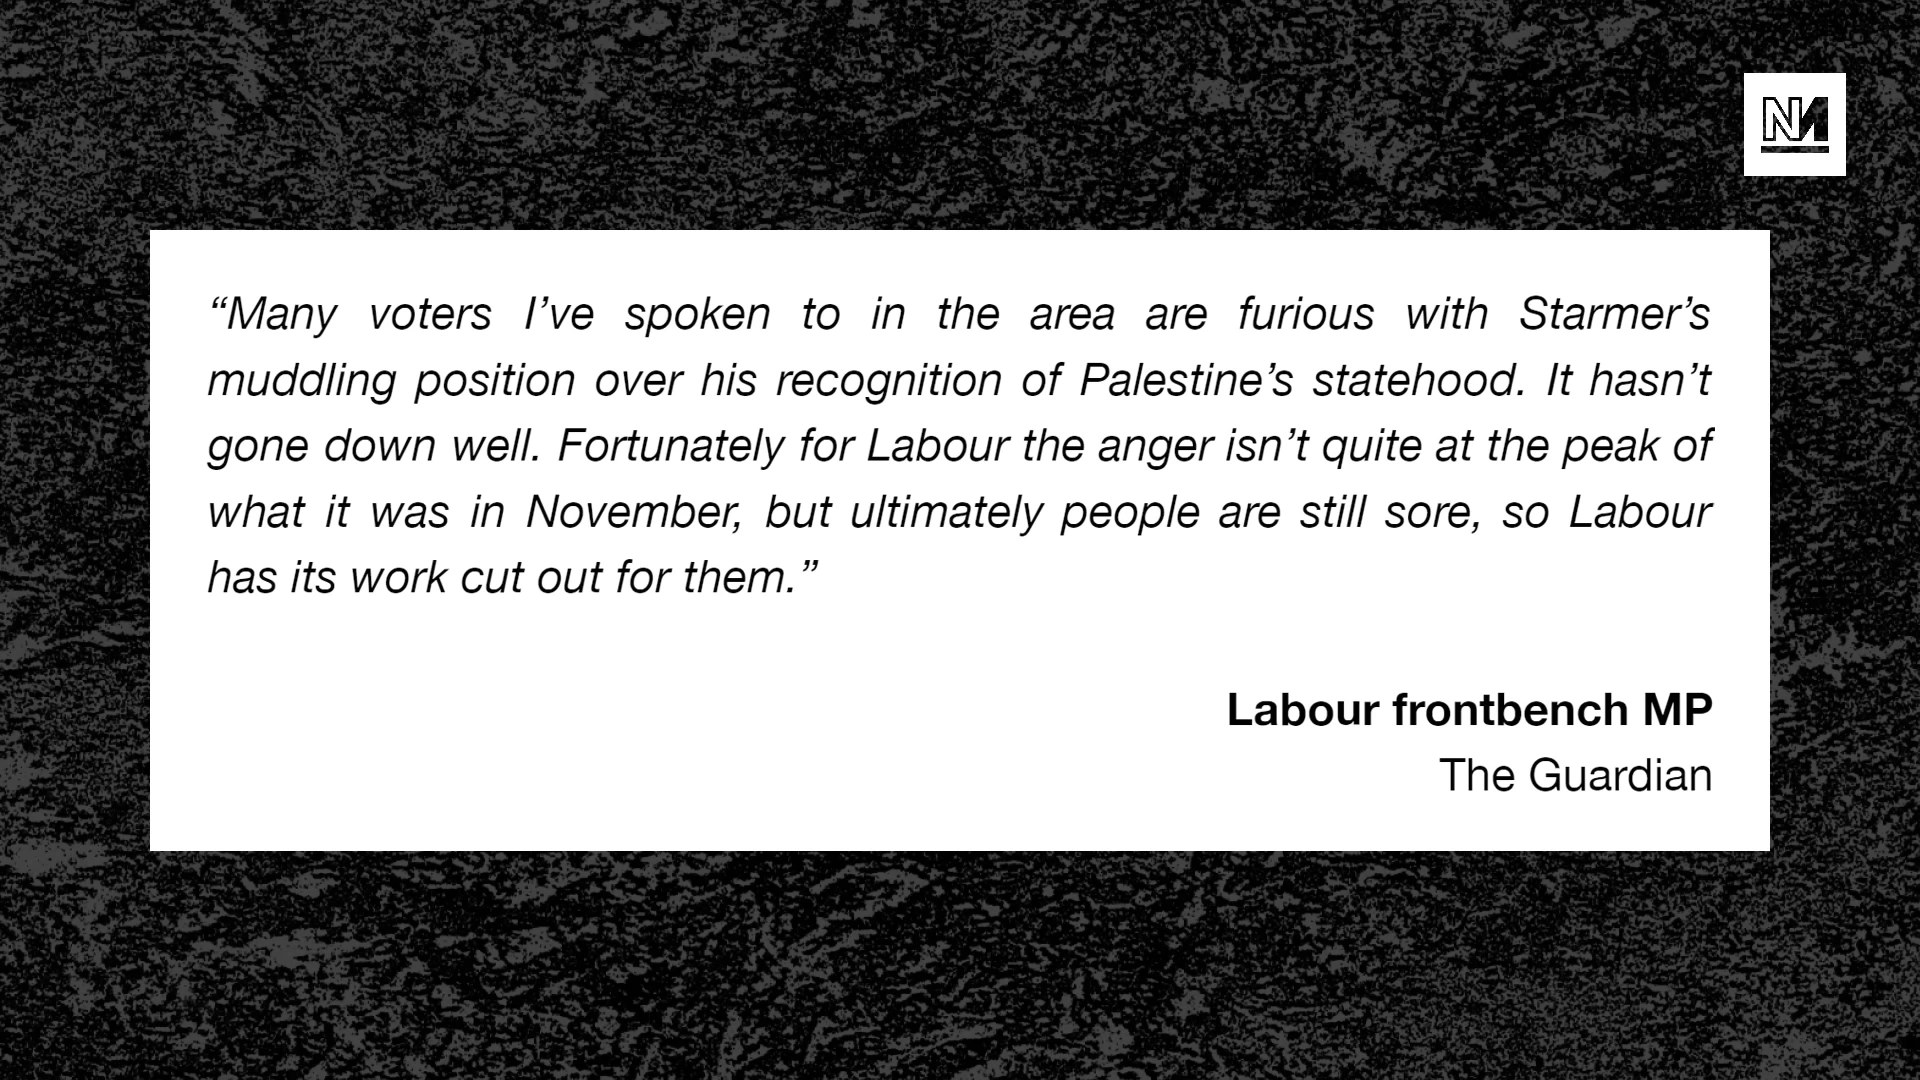 NM
“Many voters I’ve spoken to in the area are furious with Starmer’s
muddling position over his recognition of Palestine’s statehood. It hasn’t
gone down well. Fortunately for Labour the anger isn’t quite at the peak of
what it was in November, but ultimately people are still sore, so Labour
has its work cut out for them.”
Labour frontbench MP
The Guardian